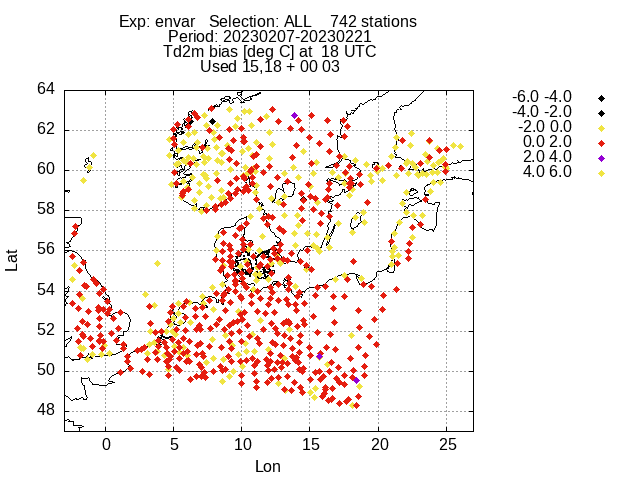 Exp: envar Selection: ALL 742 stations
Period: 20230207-20230221
Td2m bias [deg C] at 18 UTC
Used 15,18 + 00 03
64
62
60
58
56
54
52
50
48
0 5 10 15 20 25
Lat
Lon
-6.0 -4.0
-4.0 -2.0
-2.0 0.0
0.0 2.0
2.0 4.0
4.0 6.0